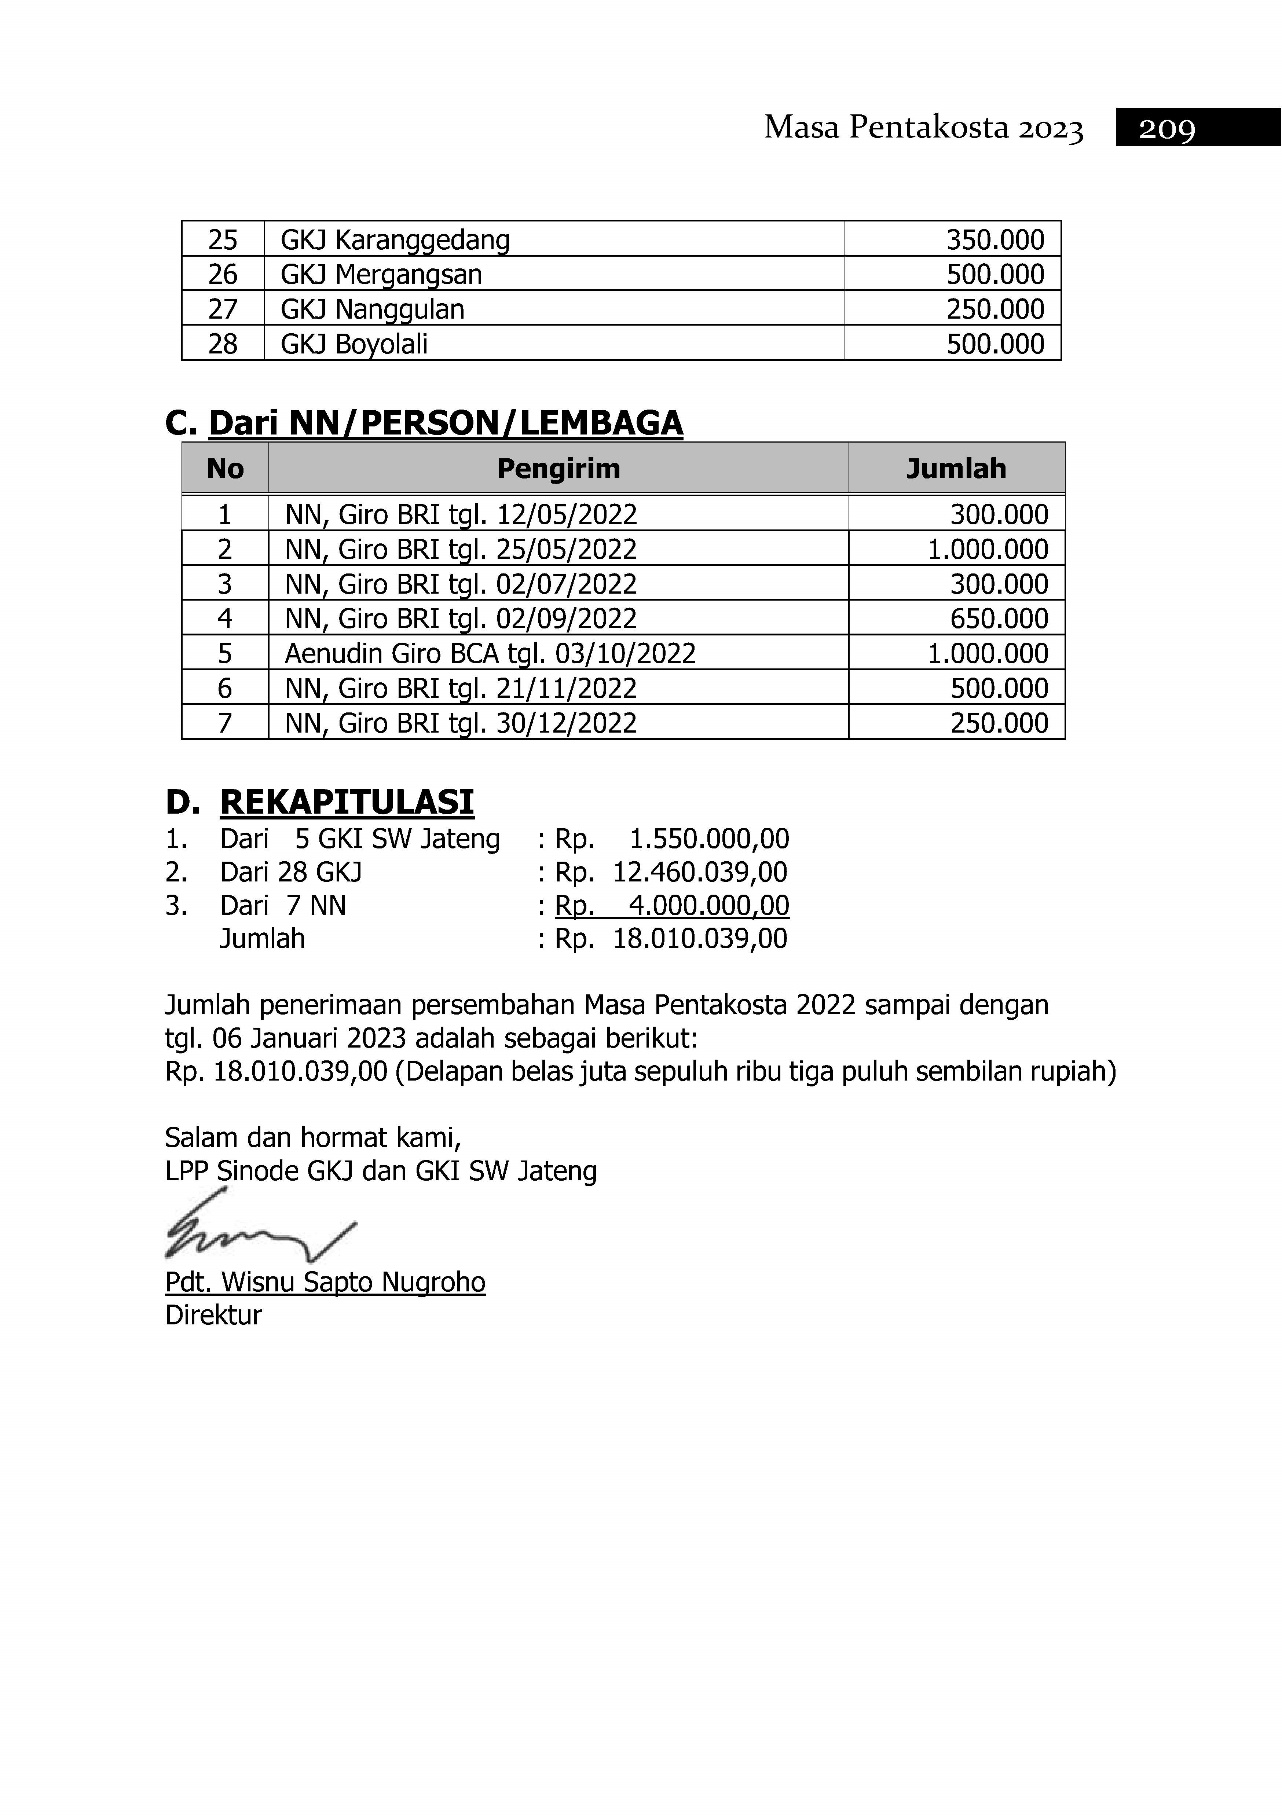 Masa Pentakosta 2023 209
25 GKJ Karanggedang 350.000
26 GKJ Mergangsan 500.000
27 GKJ Nanggulan 250.000
28 GKJ Boyolali 500.000
C. Dari NN/PERSON/LEMBAGA
No Pengirim Jumlah
1 NN, Giro BRI tgl. 12/05/2022 300.000
2 NN, Giro BRI tgl. 25/05/2022 1.000.000
3 NN, Giro BRI tgl. 02/07/2022 300.000
4 NN, Giro BRI tgl. 02/09/2022 650.000
5 Aenudin Giro BCA tgl. 03/10/2022 1.000.000
6 NN, Giro BRI tgl. 21/11/2022 500.000
7 NN, Giro BRI tgl. 30/12/2022 250.000
D. REKAPITULASI
1. Dari 5 GKI SW Jateng : Rp. 1.550.000,00
2. Dari 28 GKJ : Rp. 12.460.039,00
3. Dari 7 NN : Rp. 4.000.000,00
Jumlah : Rp. 18.010.039,00
Jumlah penerimaan persembahan Masa Pentakosta 2022 sampai dengan
tgl. 06 Januari 2023 adalah sebagai berikut:
Rp. 18.010.039,00 (Delapan belas juta sepuluh ribu tiga puluh sembilan rupiah)
Salam dan hormat kami,
LPP Sinode GKJ dan GKI SW Jateng
Pdt. Wisnu Sapto Nugroho
Direktur